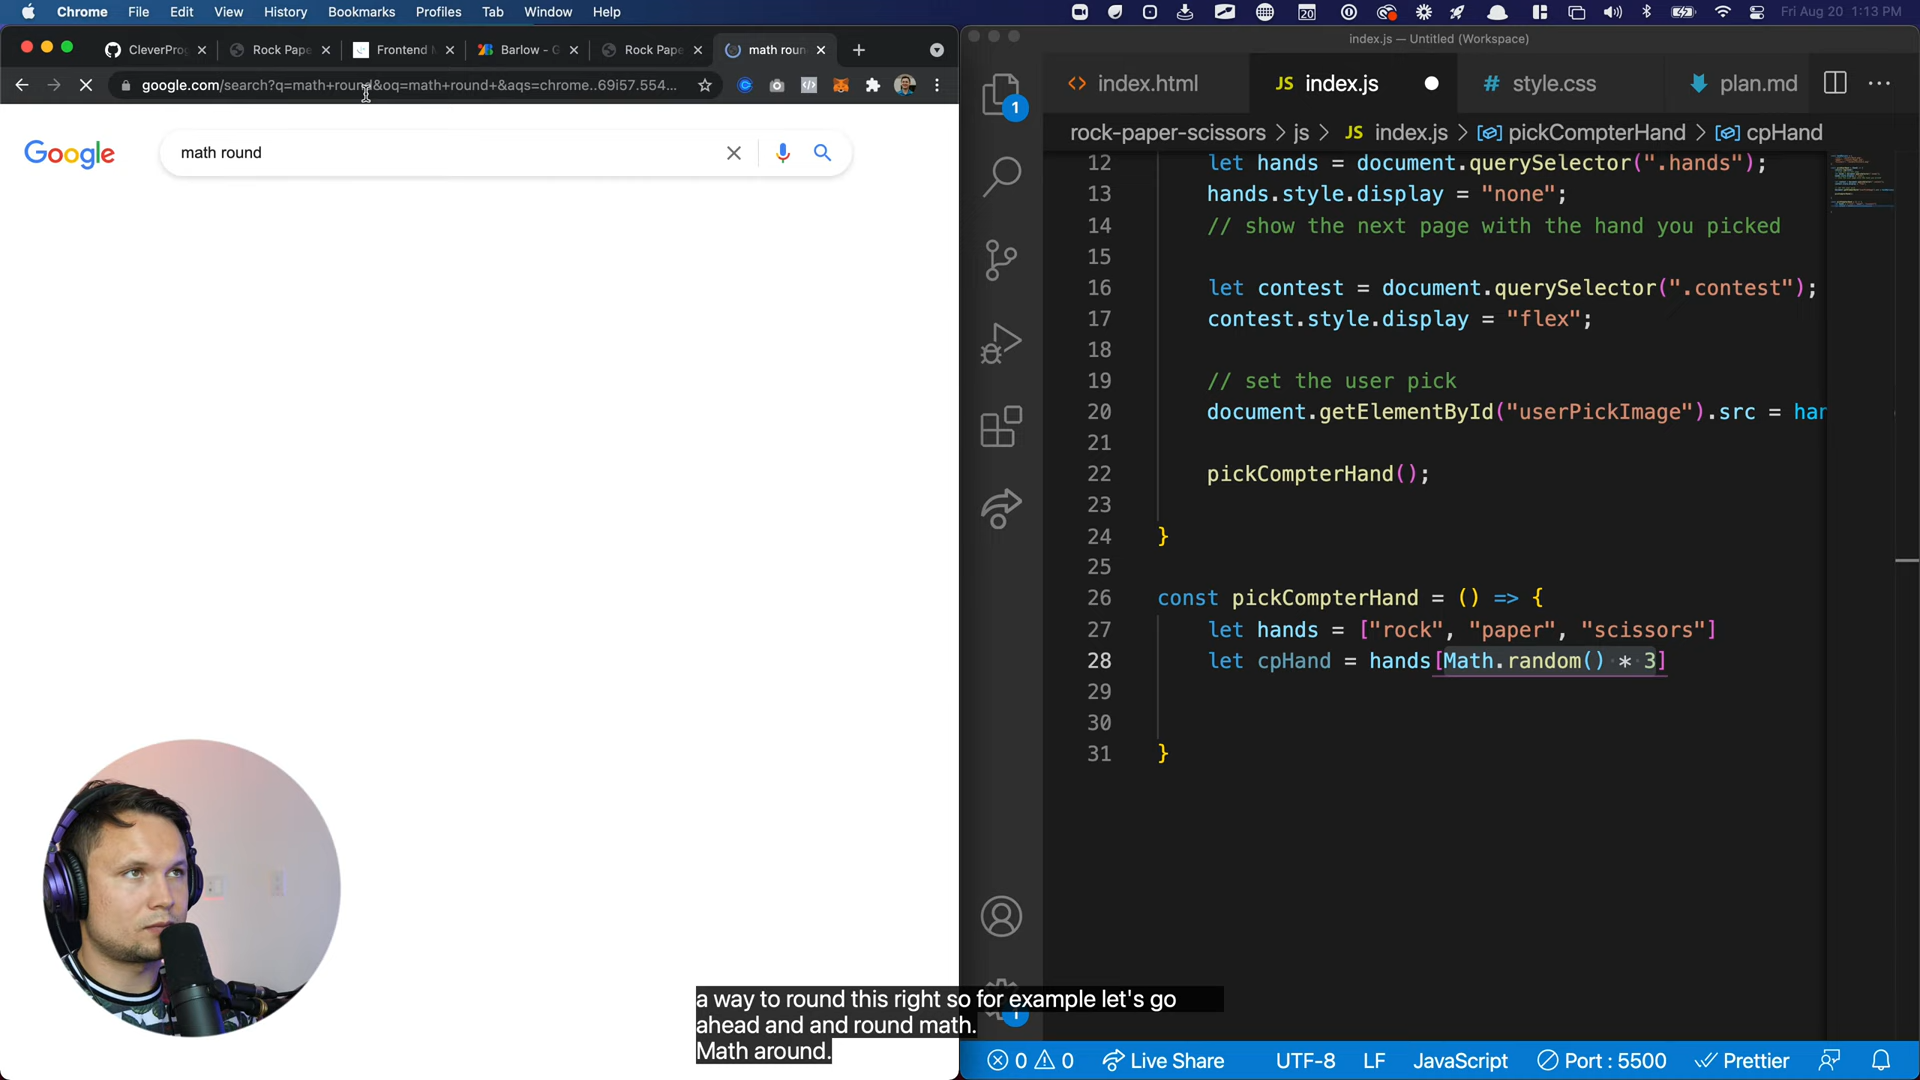 Chrome File Edit View History Bookmarks Profiles Tab Window Help
20
Fri Aug 20 1:13 PM
CleverPro
Rock Pape
Frontend
Barlow - G
Rock Pape
math roun
google.com/search?q=math+round&oq=math+round+&aqs=chrome..69i57.554...
Google
math round
index.js — Untitled (Workspace)
1
index.html
JS index.js
# style.css
plan.md
rock-paper-scissors > js > JS index.js > pickCompterHand > cpHand
12 let hands = document.querySelector(".hands");
13 hands.style.display = "none";
14 // show the next page with the hand you picked
15
16 let contest = document.querySelector(".contest");
17 contest.style.display = "flex";
18
19 // set the user pick
20 document.getElementById("userPickImage").src = har
21
22 pickCompterHand();
23
24 }
25
26 const pickCompterHand = () => {
27 let hands = ["rock", "paper", "scissors"]
28 let cpHand = hands[Math.random() * 3]
29
30
31 }
1
a way to round this right so for example let's go
ahead and and round math.
Math around.
0 0 Live Share UTF-8 LF JavaScript Port : 5500 Prettier